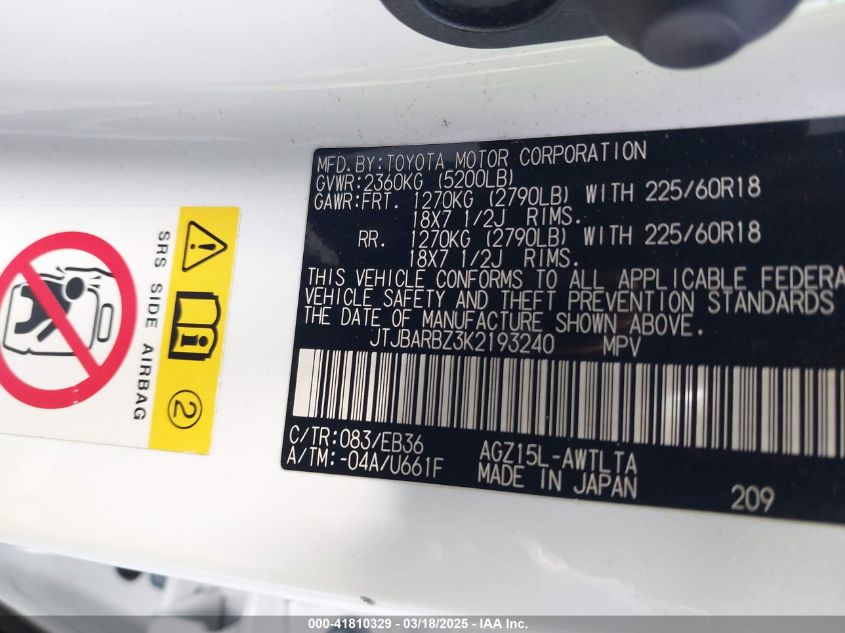 MFD.BY:TOYOTA MOTOR CORPORATION
GVWR:2360KG (5200LB)
GAWR:FRT. 1270KG (2790LB) WITH 225/60R18
18X7 1/2J RIMS.
RR. 1270KG (2790LB) WITH 225/60R18
18X7 1/2J RIMS.
THIS VEHICLE CONFORMS TO ALL APPLICABLE FEDERA
VEHICLE SAFETY AND THEFT PREVENTION STANDARDS
THE DATE OF MANUFACTURE SHOWN ABOVE.
JTJBARBZ3K2193240 MPV
C/TR:083/EB36 AGZ15L-AWTLTA
A/TM:-04A/U661F MADE IN JAPAN
209
SRS SIDE AIRBAG
2
000-41810329 - 03/18/2025 - IAA Inc.